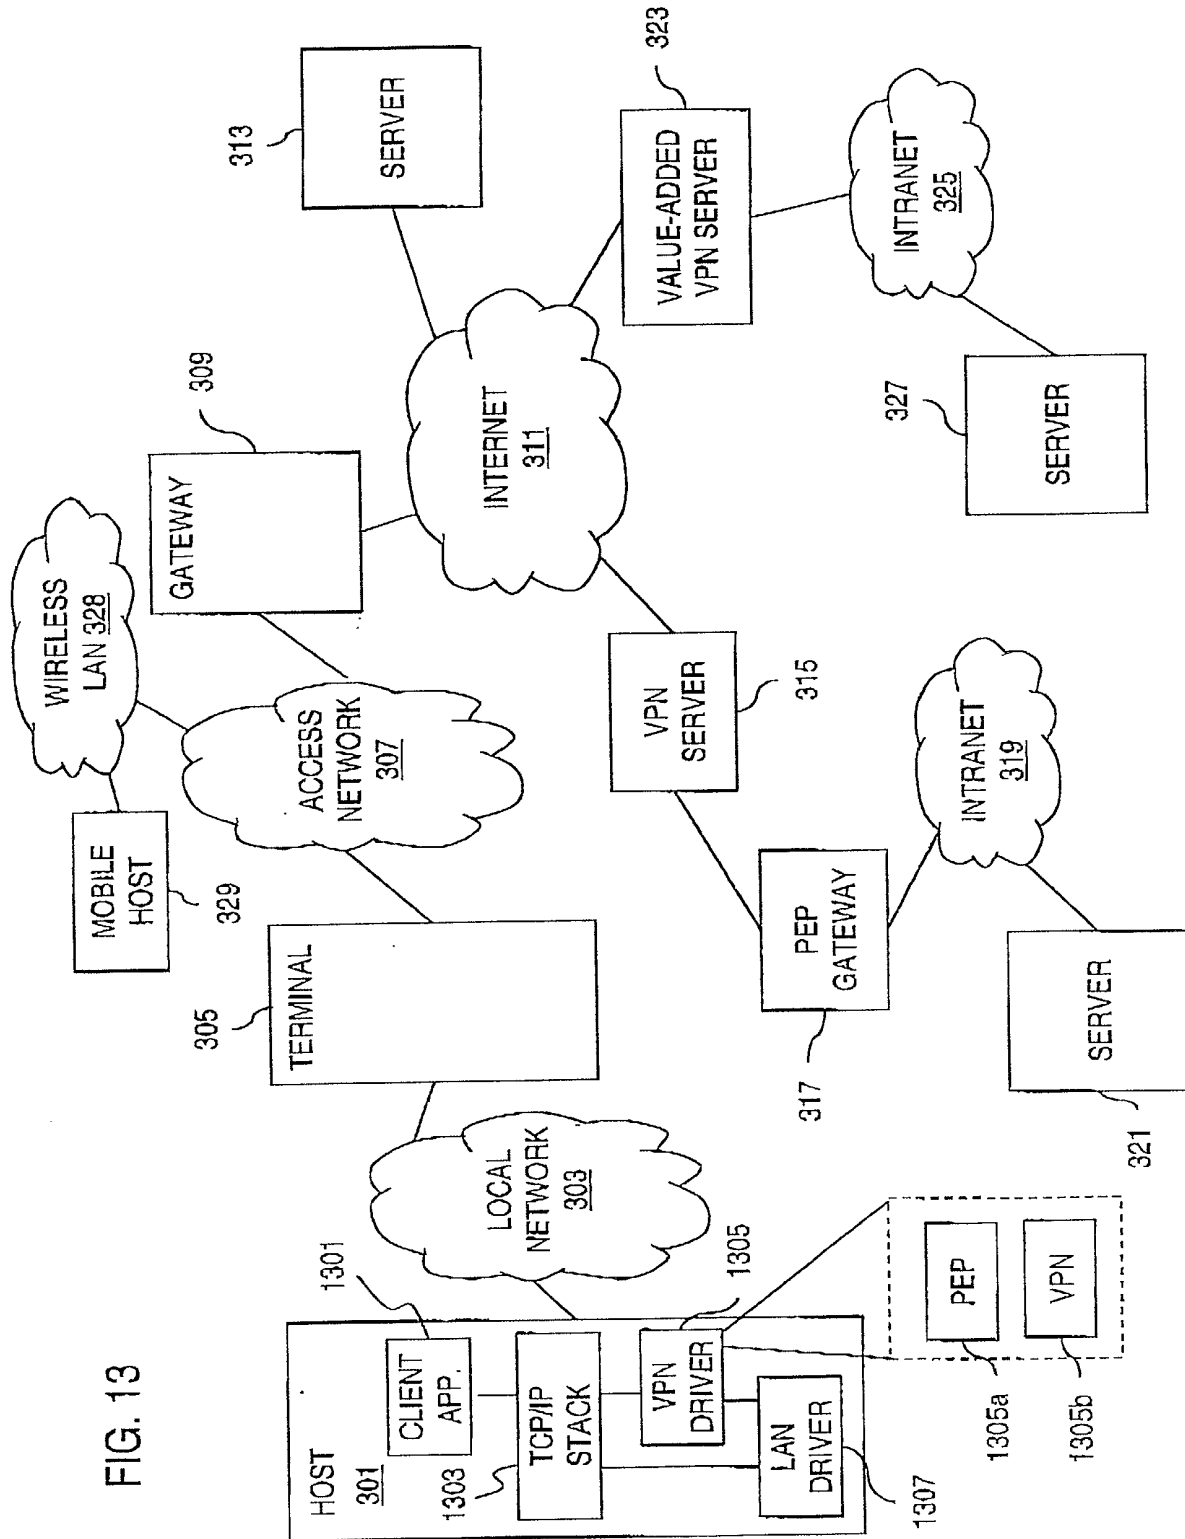 FIG. 13
HOST
301
CLIENT
APP.
1301
TCP/IP
STACK
1303
VPN
DRIVER
1305
LAN
DRIVER
1307
PEP
1305a
VPN
1305b
LOCAL
NETWORK
303
TERMINAL
305
MOBILE
HOST
329
WIRELESS
LAN 328
ACCESS
NETWORK
307
GATEWAY
309
INTERNET
311
SERVER
313
VPN
SERVER
315
PEP
GATEWAY
317
INTRANET
319
SERVER
321
VALUE-ADDED
VPN SERVER
323
INTRANET
325
SERVER
327